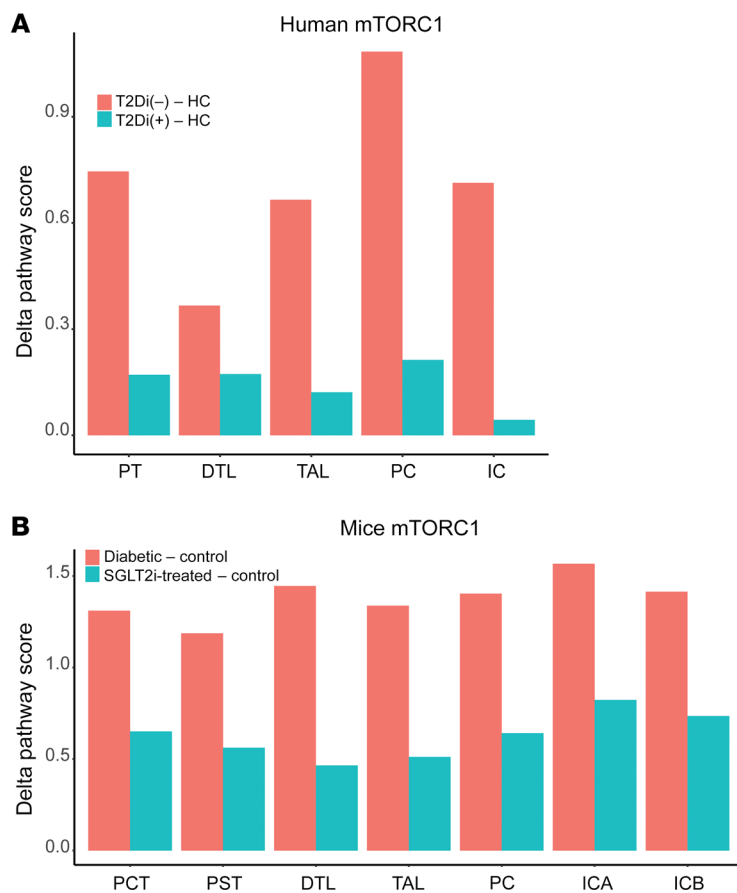 A
Human mTORC1
T2Di(–) – HC
T2Di(+) – HC
Delta pathway score
0.9
0.6
0.3
0.0
PT DTL TAL PC IC
B
Mice mTORC1
Diabetic – control
SGLT2i-treated – control
Delta pathway score
1.5
1.0
0.5
0.0
PCT PST DTL TAL PC ICA ICB